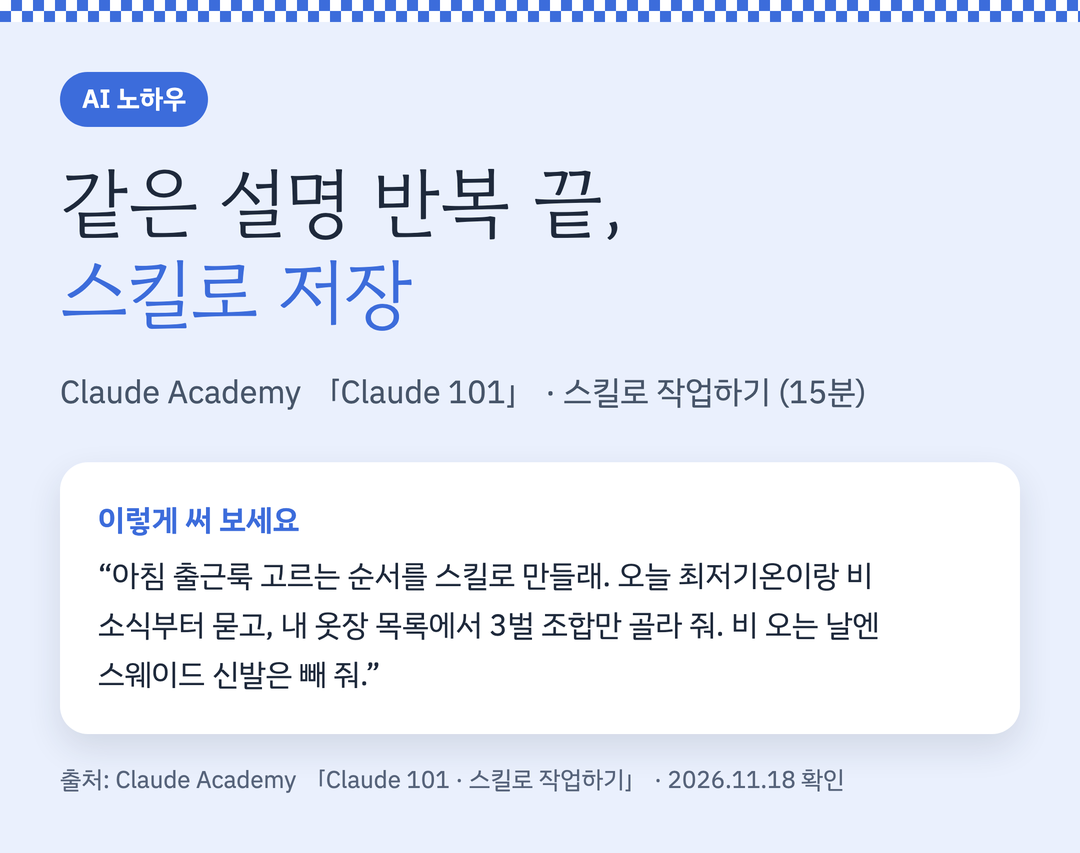 AI 노하우
같은 설명 반복 끝,
스킬로 저장
Claude Academy 「Claude 101」 · 스킬로 작업하기 (15분)
이렇게 써 보세요
“아침 출근룩 고르는 순서를 스킬로 만들래. 오늘 최저기온이랑 비
소식부터 묻고, 내 옷장 목록에서 3벌 조합만 골라 줘. 비 오는 날엔
스웨이드 신발은 빼 줘.”
출처: Claude Academy 「Claude 101 · 스킬로 작업하기」 · 2026.11.18 확인